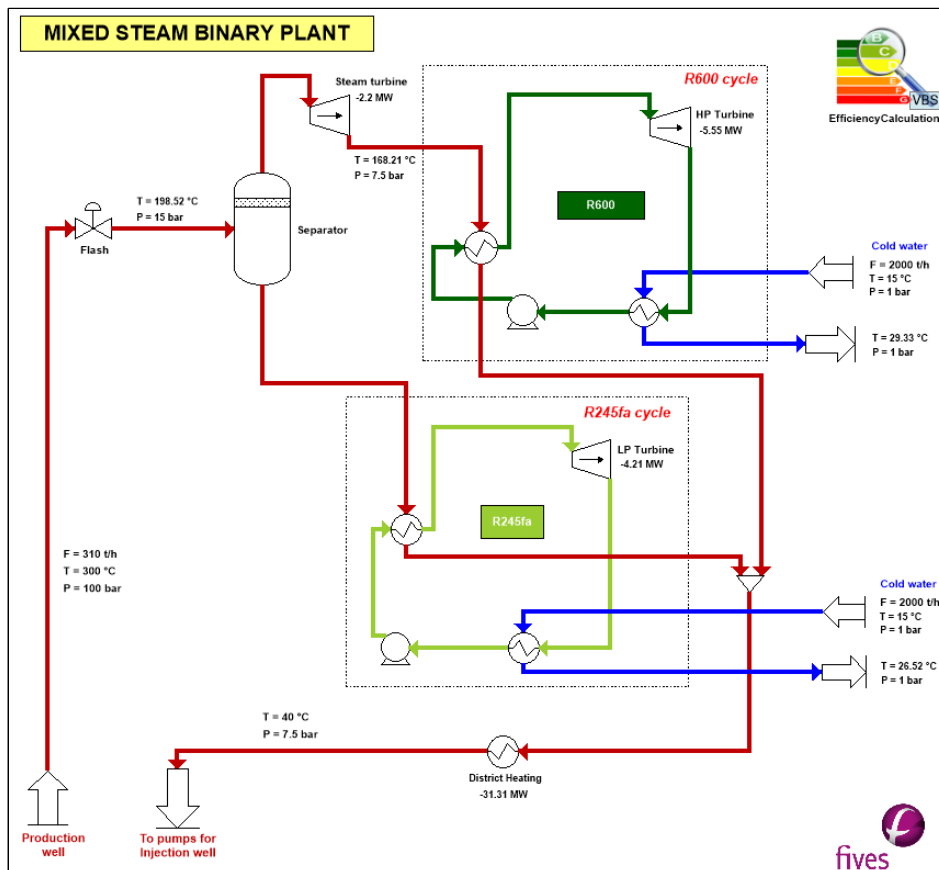 MIXED STEAM BINARY PLANT
B
C
D
E
F
G
VBS
EfficiencyCalculation
Steam turbine
-2.2 MW
R600 cycle
HP Turbine
-5.55 MW
T = 168.21 °C
P = 7.5 bar
T = 198.52 °C
P = 15 bar
Flash
Separator
R600
Cold water
F = 2000 t/h
T = 15 °C
P = 1 bar
T = 29.33 °C
P = 1 bar
R245fa cycle
LP Turbine
-4.21 MW
R245fa
F = 310 t/h
T = 300 °C
P = 100 bar
Cold water
F = 2000 t/h
T = 15 °C
P = 1 bar
T = 26.52 °C
P = 1 bar
T = 40 °C
P = 7.5 bar
District Heating
-31.31 MW
Production
well
To pumps for
Injection well
f
fives